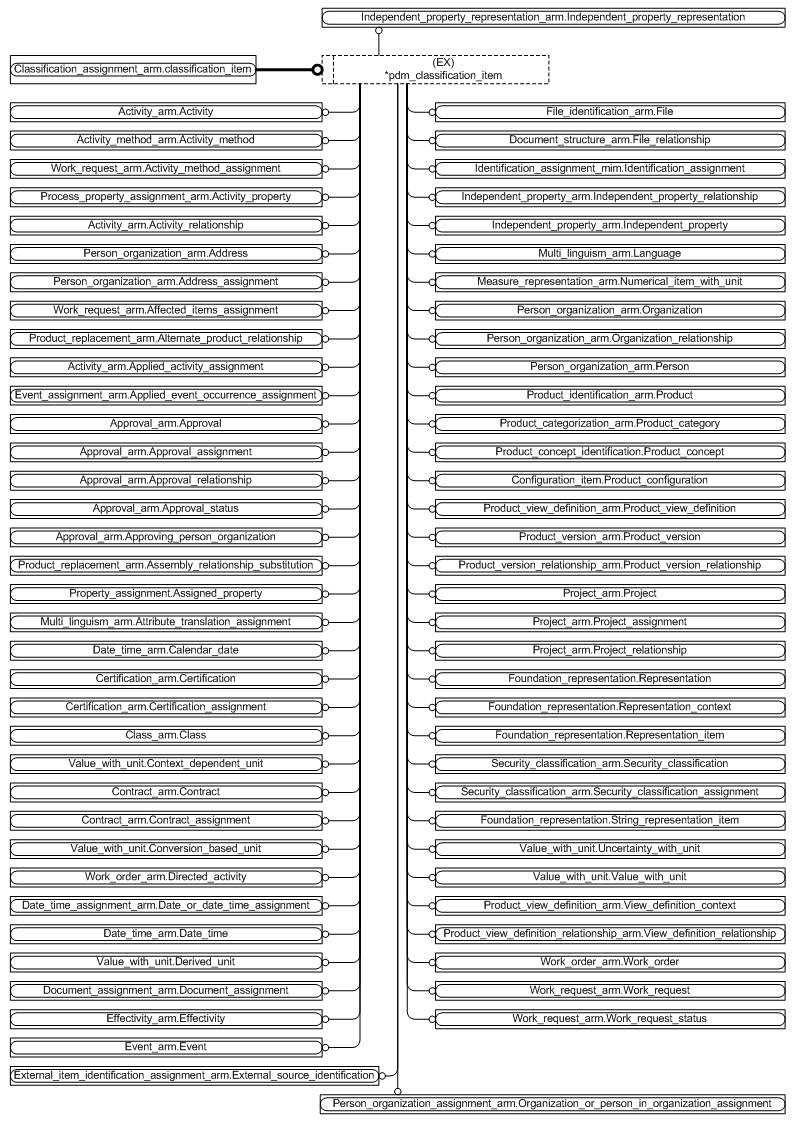 Independent_property_representation_arm.Independent_property_representation
Classification_assignment_arm.classification_item
(EX)
*pdm_classification_item
Activity_arm.Activity
Activity_method_arm.Activity_method
Work_request_arm.Activity_method_assignment
Process_property_assignment_arm.Activity_property
Activity_arm.Activity_relationship
Person_organization_arm.Address
Person_organization_arm.Address_assignment
Work_request_arm.Affected_items_assignment
Product_replacement_arm.Alternate_product_relationship
Activity_arm.Applied_activity_assignment
Event_assignment_arm.Applied_event_occurrence_assignment
Approval_arm.Approval
Approval_arm.Approval_assignment
Approval_arm.Approval_relationship
Approval_arm.Approval_status
Approval_arm.Approving_person_organization
Product_replacement_arm.Assembly_relationship_substitution
Property_assignment.Assigned_property
Multi_linguism_arm.Attribute_translation_assignment
Date_time_arm.Calendar_date
Certification_arm.Certification
Certification_arm.Certification_assignment
Class_arm.Class
Value_with_unit.Context_dependent_unit
Contract_arm.Contract
Contract_arm.Contract_assignment
Value_with_unit.Conversion_based_unit
Work_order_arm.Directed_activity
Date_time_assignment_arm.Date_or_date_time_assignment
Date_time_arm.Date_time
Value_with_unit.Derived_unit
Document_assignment_arm.Document_assignment
Effectivity_arm.Effectivity
Event_arm.Event
External_item_identification_assignment_arm.External_source_identification
File_identification_arm.File
Document_structure_arm.File_relationship
Identification_assignment_mim.Identification_assignment
Independent_property_arm.Independent_property_relationship
Independent_property_arm.Independent_property
Multi_linguism_arm.Language
Measure_representation_arm.Numerical_item_with_unit
Person_organization_arm.Organization
Person_organization_arm.Organization_relationship
Person_organization_arm.Person
Product_identification_arm.Product
Product_categorization_arm.Product_category
Product_concept_identification.Product_concept
Configuration_item.Product_configuration
Product_view_definition_arm.Product_view_definition
Product_version_arm.Product_version
Product_version_relationship_arm.Product_version_relationship
Project_arm.Project
Project_arm.Project_assignment
Project_arm.Project_relationship
Foundation_representation.Representation
Foundation_representation.Representation_context
Foundation_representation.Representation_item
Security_classification_arm.Security_classification
Security_classification_arm.Security_classification_assignment
Foundation_representation.String_representation_item
Value_with_unit.Uncertainty_with_unit
Value_with_unit.Value_with_unit
Product_view_definition_arm.View_definition_context
Product_view_definition_relationship_arm.View_definition_relationship
Work_order_arm.Work_order
Work_request_arm.Work_request
Work_request_arm.Work_request_status
Person_organization_assignment_arm.Organization_or_person_in_organization_assignment